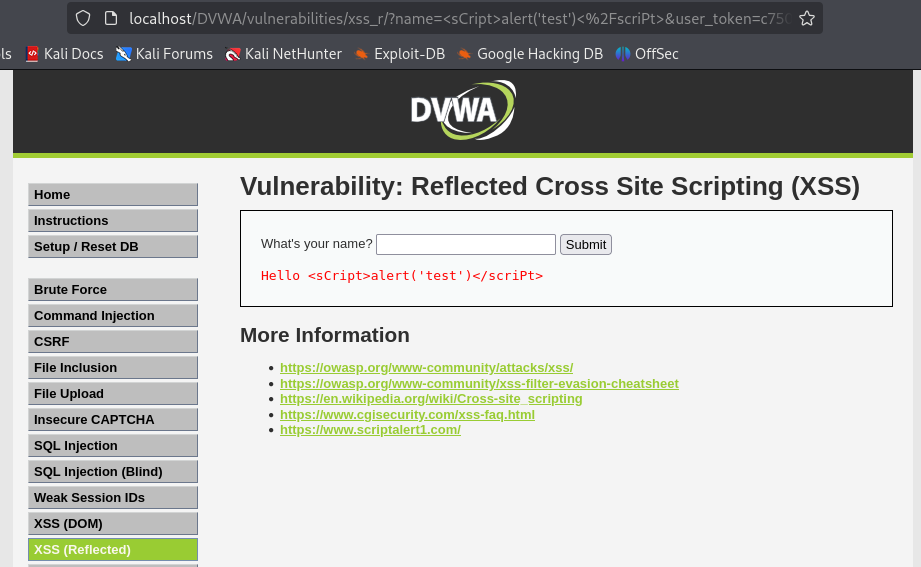 localhost/DVWA/vulnerabilities/xss_r/?name=<sCript>alert('test')<%2FscriPt>&user_token=c750
ls Kali Docs Kali Forums Kali NetHunter Exploit-DB Google Hacking DB OffSec
DVWA
Vulnerability: Reflected Cross Site Scripting (XSS)
Home
Instructions
Setup / Reset DB
Brute Force
Command Injection
CSRF
File Inclusion
File Upload
Insecure CAPTCHA
SQL Injection
SQL Injection (Blind)
Weak Session IDs
XSS (DOM)
XSS (Reflected)
What's your name? Submit
Hello <sCript>alert('test')</scriPt>
More Information
https://owasp.org/www-community/attacks/xss/
https://owasp.org/www-community/xss-filter-evasion-cheatsheet
https://en.wikipedia.org/wiki/Cross-site_scripting
https://www.cgisecurity.com/xss-faq.html
https://www.scriptalert1.com/